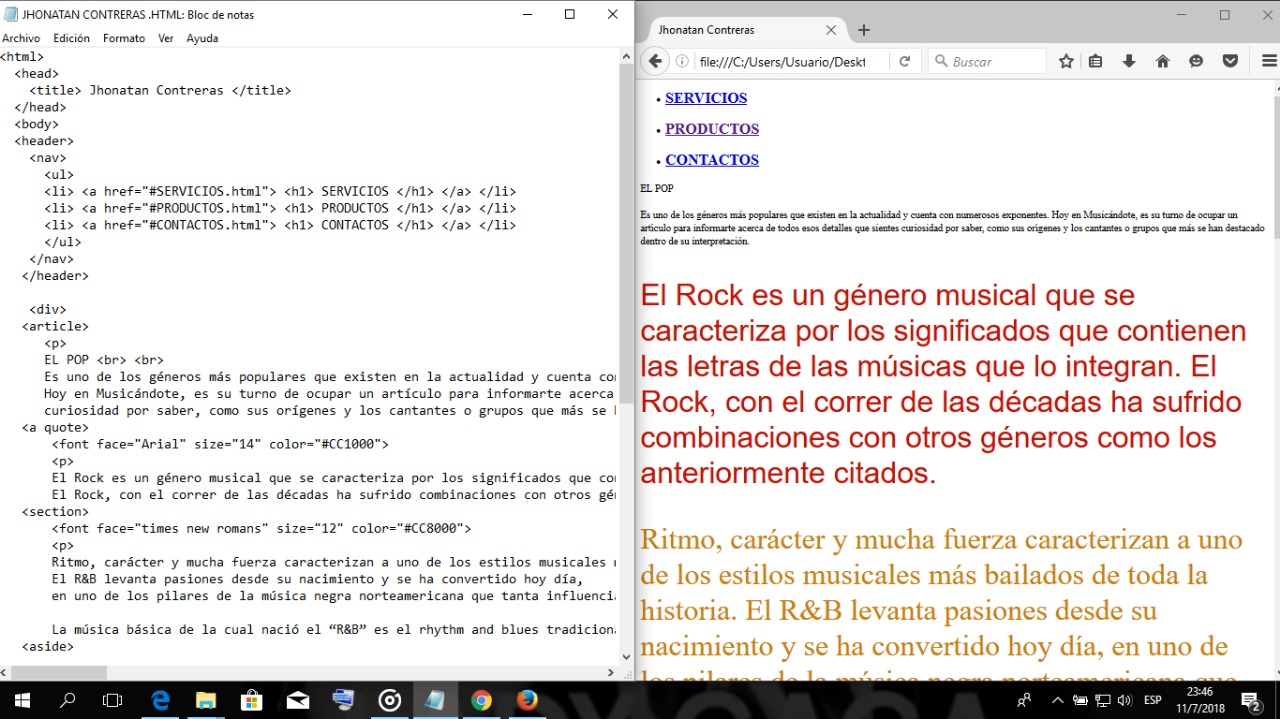 JHONATAN CONTRERAS .HTML: Bloc de notas
Archivo Edición Formato Ver Ayuda
<html>
<head>
<title> Jhonatan Contreras </title>
</head>
<body>
<header>
<nav>
<ul>
<li> <a href="#SERVICIOS.html"> <h1> SERVICIOS </h1> </a> </li>
<li> <a href="#PRODUCTOS.html"> <h1> PRODUCTOS </h1> </a> </li>
<li> <a href="#CONTACTOS.html"> <h1> CONTACTOS </h1> </a> </li>
</ul>
</nav>
</header>
<div>
<article>
<p>
EL POP <br> <br>
Es uno de los géneros más populares que existen en la actualidad y cuenta co
Hoy en Musicándote, es su turno de ocupar un artículo para informarte acerca
curiosidad por saber, como sus orígenes y los cantantes o grupos que más se
<a quote>
<font face="Arial" size="14" color="#CC1000">
<p>
El Rock es un género musical que se caracteriza por los significados que co
El Rock, con el correr de las décadas ha sufrido combinaciones con otros gé
<section>
<font face="times new romans" size="12" color="#CC8000">
<p>
Ritmo, carácter y mucha fuerza caracterizan a uno de los estilos musicales
El R&B levanta pasiones desde su nacimiento y se ha convertido hoy día,
en uno de los pilares de la música negra norteamericana que tanta influenci
La música básica de la cual nació el “R&B” es el rhythm and blues tradicion
<aside>
Jhonatan Contreras
file:///C:/Users/Usuario/Deskt
Buscar
• SERVICIOS
• PRODUCTOS
• CONTACTOS
EL POP
Es uno de los géneros más populares que existen en la actualidad y cuenta con numerosos exponentes. Hoy en Musicándote, es su turno de ocupar un
artículo para informarte acerca de todos esos detalles que sientes curiosidad por saber, como sus orígenes y los cantantes o grupos que más se han destacado
dentro de su interpretación.
El Rock es un género musical que se
caracteriza por los significados que contienen
las letras de las músicas que lo integran. El
Rock, con el correr de las décadas ha sufrido
combinaciones con otros géneros como los
anteriormente citados.
Ritmo, carácter y mucha fuerza caracterizan a uno
de los estilos musicales más bailados de toda la
historia. El R&B levanta pasiones desde su
nacimiento y se ha convertido hoy día, en uno de
los pilares de la música negra norteamericana que
ESP
23:46
11/7/2018
2